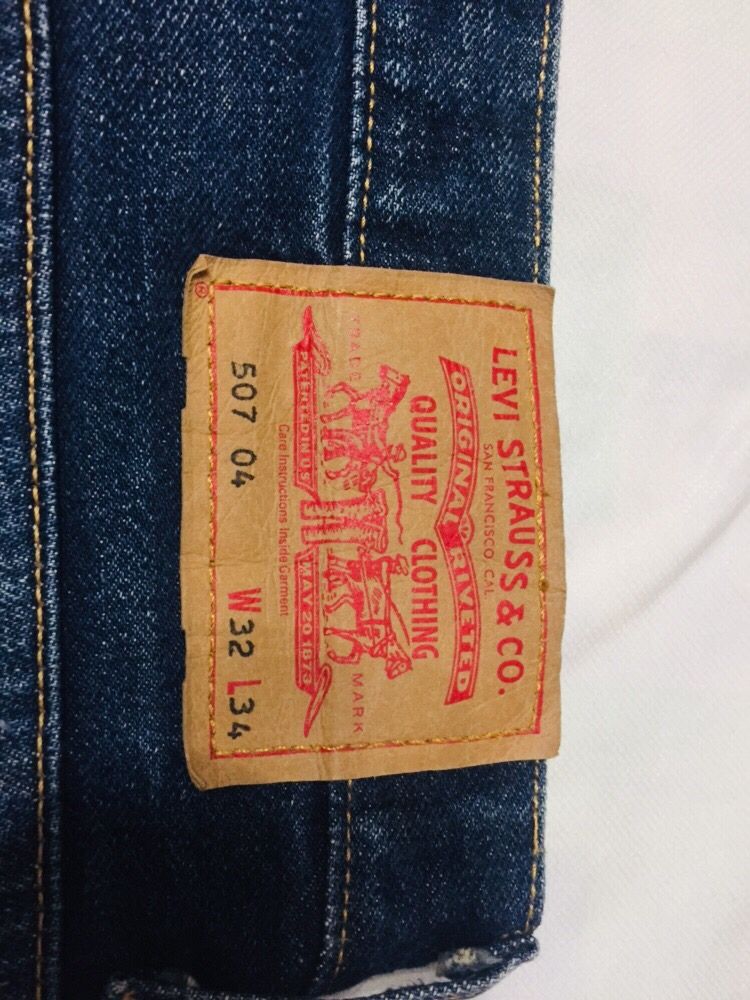 LEVI STRAUSS & CO.
SAN FRANCISCO, CAL.
ORIGINAL RIVETED
QUALITY CLOTHING
TRADE MARK
PATENTED IN U.S. MAY 20 1873
Care Instructions Inside Garment
507 04 W 32 L 34
®